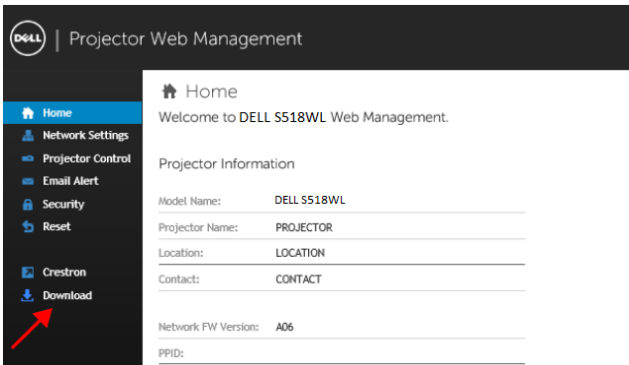 DELL | Projector Web Management
Home
Network Settings
Projector Control
Email Alert
Security
Reset
Crestron
Download
Home
Welcome to DELL S518WL Web Management.
Projector Information
Model Name: DELL S518WL
Projector Name: PROJECTOR
Location: LOCATION
Contact: CONTACT
Network FW Version: A06
PPID: